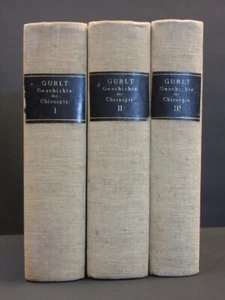 GURLT
Geschichte
der
Chirurgie
I
GURLT
Geschichte
der
Chirurgie
II
GURLT
Geschichte
der
Chirurgie
III